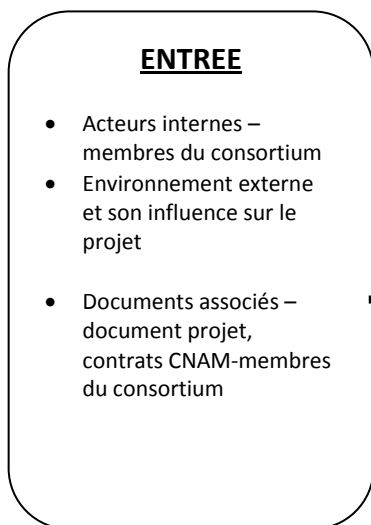 ENTREE
• Acteurs internes –
membres du consortium
• Environnement externe
et son influence sur le
projet
• Documents associés –
document projet,
contrats CNAM-membres
du consortium